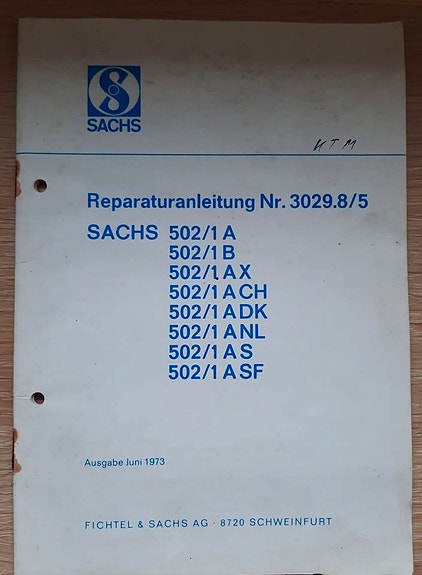 S
SACHS
KTM
Reparaturanleitung Nr. 3029.8/5
SACHS 502/1 A
502/1 B
502/1 AX
502/1 ACH
502/1 ADK
502/1 ANL
502/1 AS
502/1 ASF
Ausgabe Juni 1973
FICHTEL & SACHS AG · 8720 SCHWEINFURT